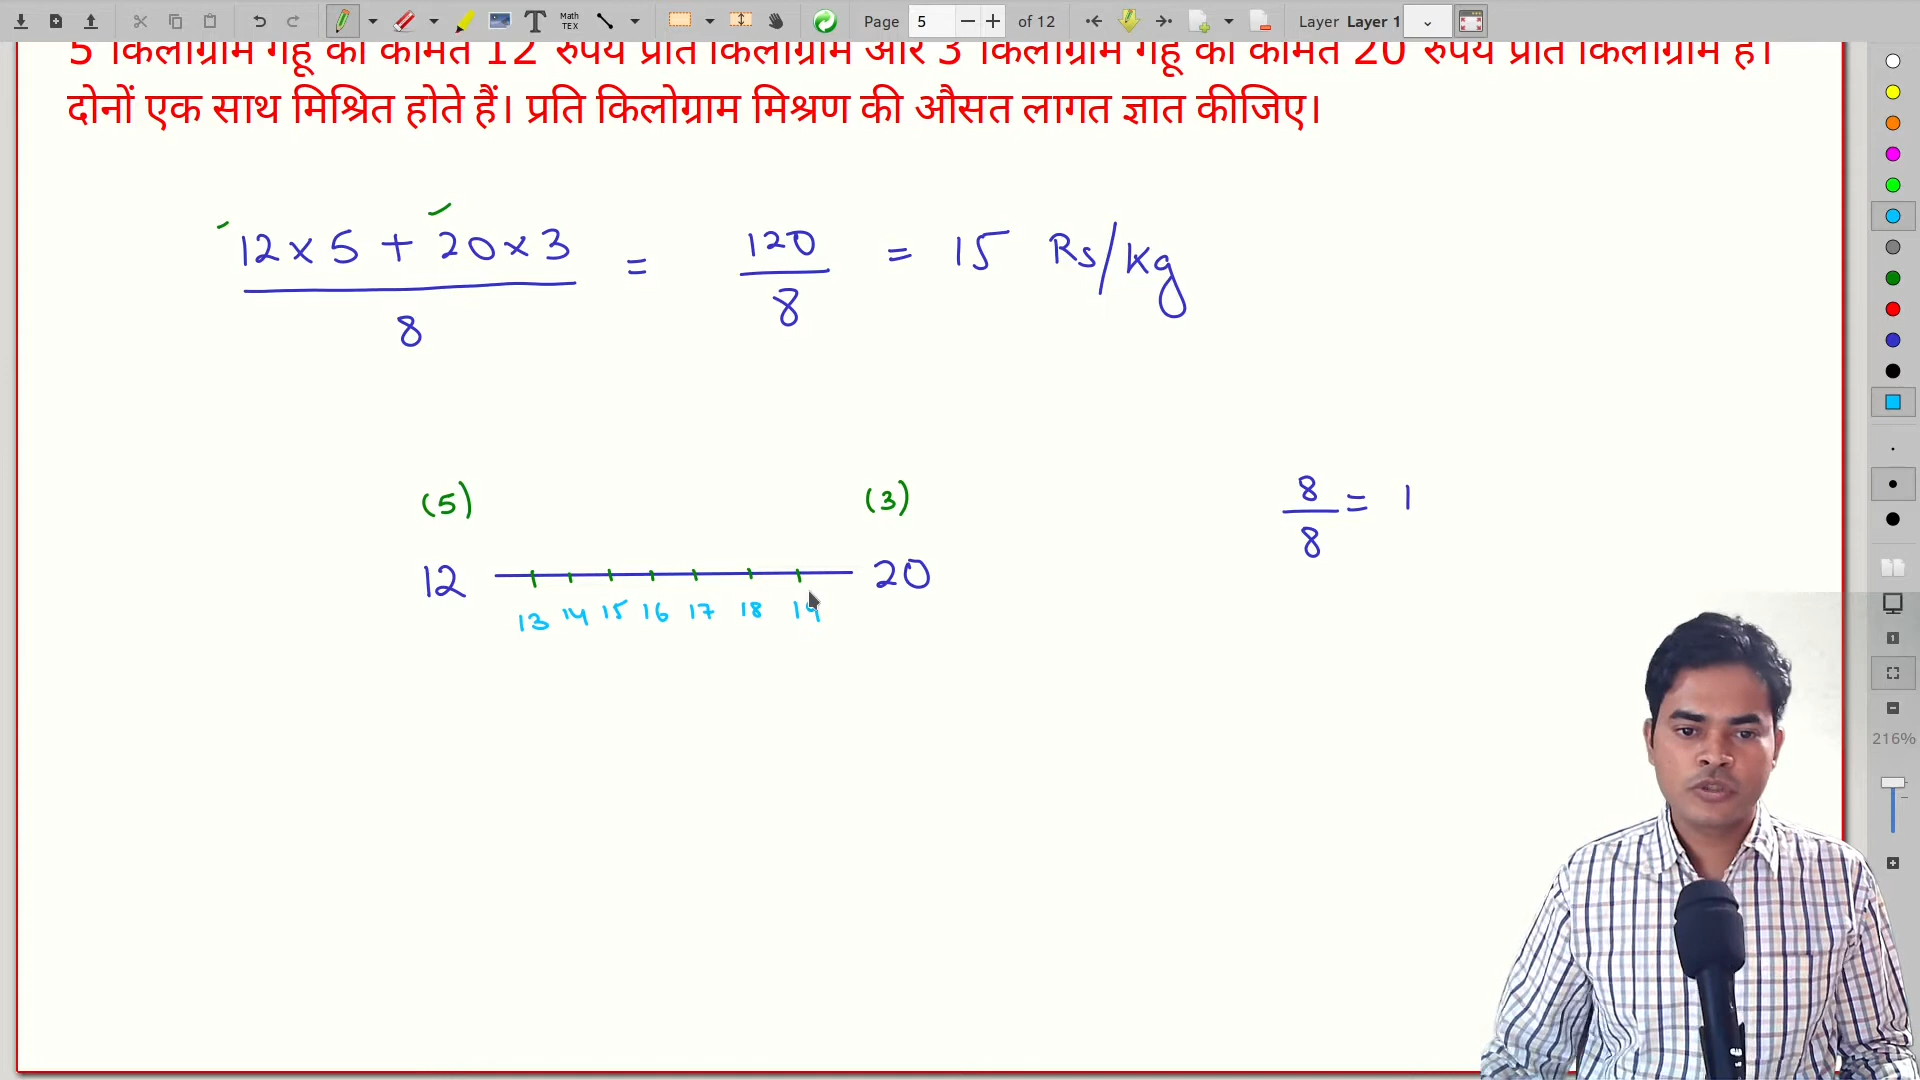 Page 5 of 12 Layer Layer 1
5 किलोग्राम गेहूं की कीमत 12 रुपये प्रति किलोग्राम और 3 किलोग्राम गेहूं की कीमत 20 रुपये प्रति किलोग्राम है।
दोनों एक साथ मिश्रित होते हैं। प्रति किलोग्राम मिश्रण की औसत लागत ज्ञात कीजिए।
12 × 5 + 20 × 3 = 120 = 15 Rs/Kg
8 8
(5) (3)
8 = 1
8
12 20
13 14 15 16 17 18 19
216%